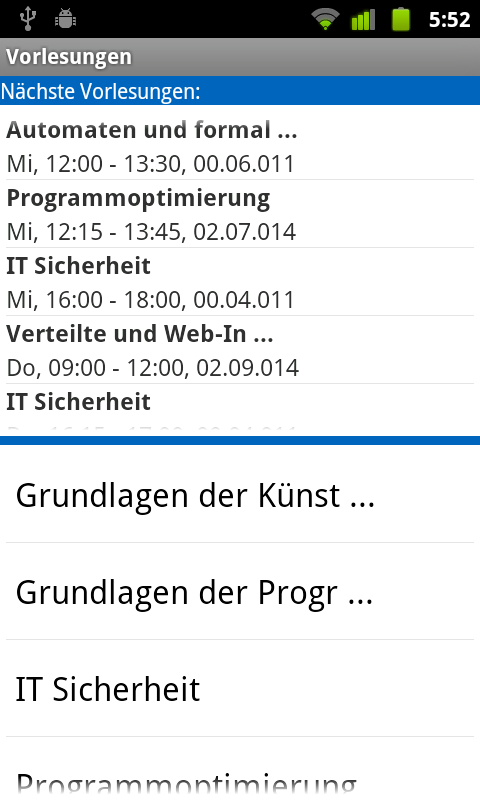 5:52
Vorlesungen
Nächste Vorlesungen:
Automaten und formal ...
Mi, 12:00 - 13:30, 00.06.011
Programmoptimierung
Mi, 12:15 - 13:45, 02.07.014
IT Sicherheit
Mi, 16:00 - 18:00, 00.04.011
Verteilte und Web-In ...
Do, 09:00 - 12:00, 02.09.014
IT Sicherheit
Grundlagen der Künst ...
Grundlagen der Progr ...
IT Sicherheit
Programmoptimierung